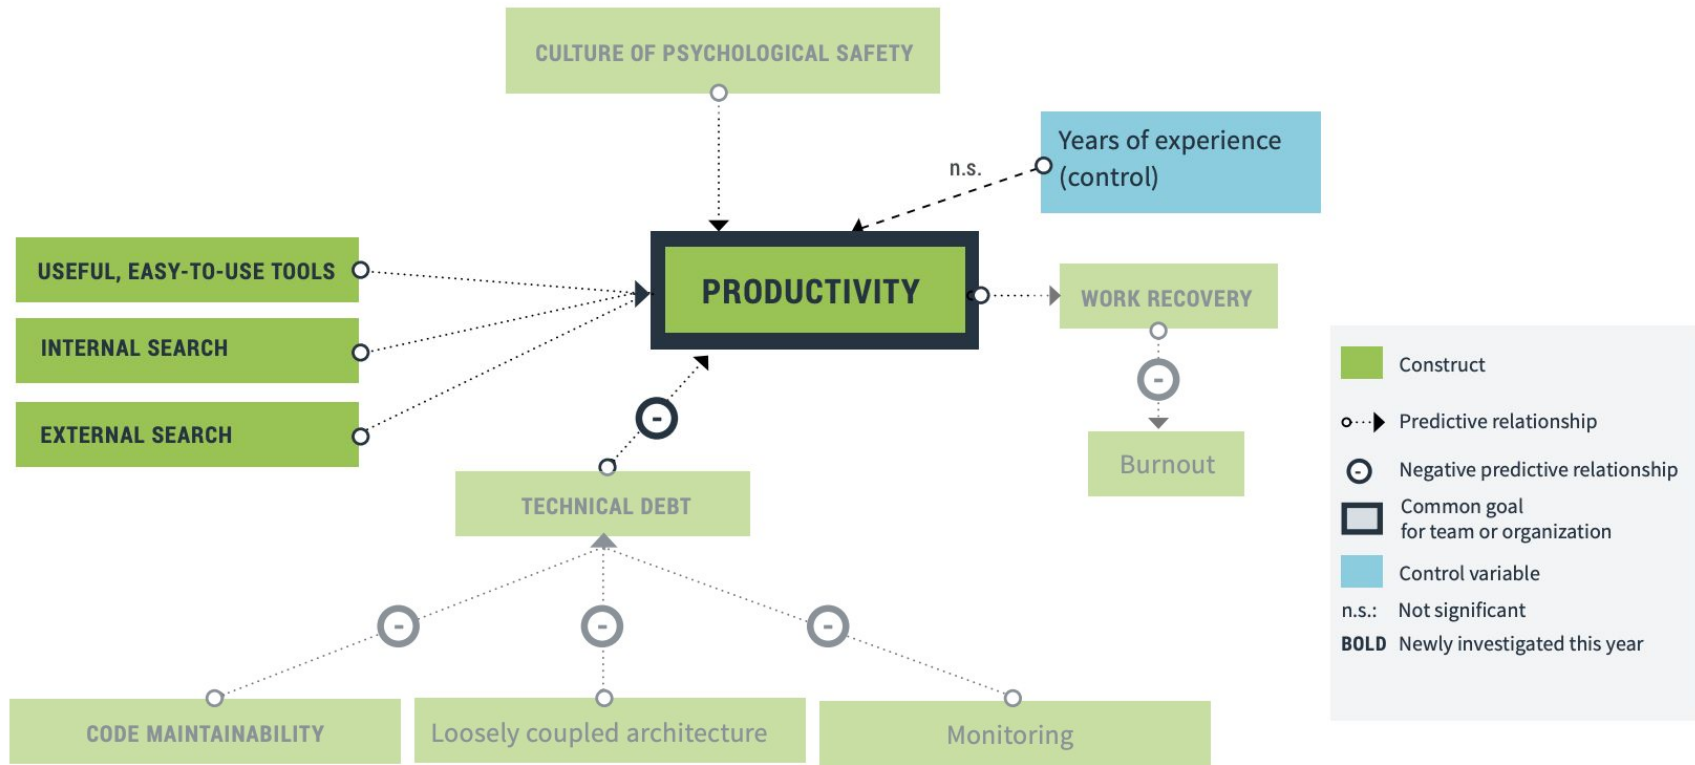 CULTURE OF PSYCHOLOGICAL SAFETY
Years of experience
(control)
n.s.
USEFUL, EASY-TO-USE TOOLS
PRODUCTIVITY
WORK RECOVERY
INTERNAL SEARCH
-
EXTERNAL SEARCH
-
Burnout
TECHNICAL DEBT
-
-
-
CODE MAINTAINABILITY
Loosely coupled architecture
Monitoring
Construct
Predictive relationship
- Negative predictive relationship
Common goal
for team or organization
Control variable
n.s.: Not significant
BOLD Newly investigated this year